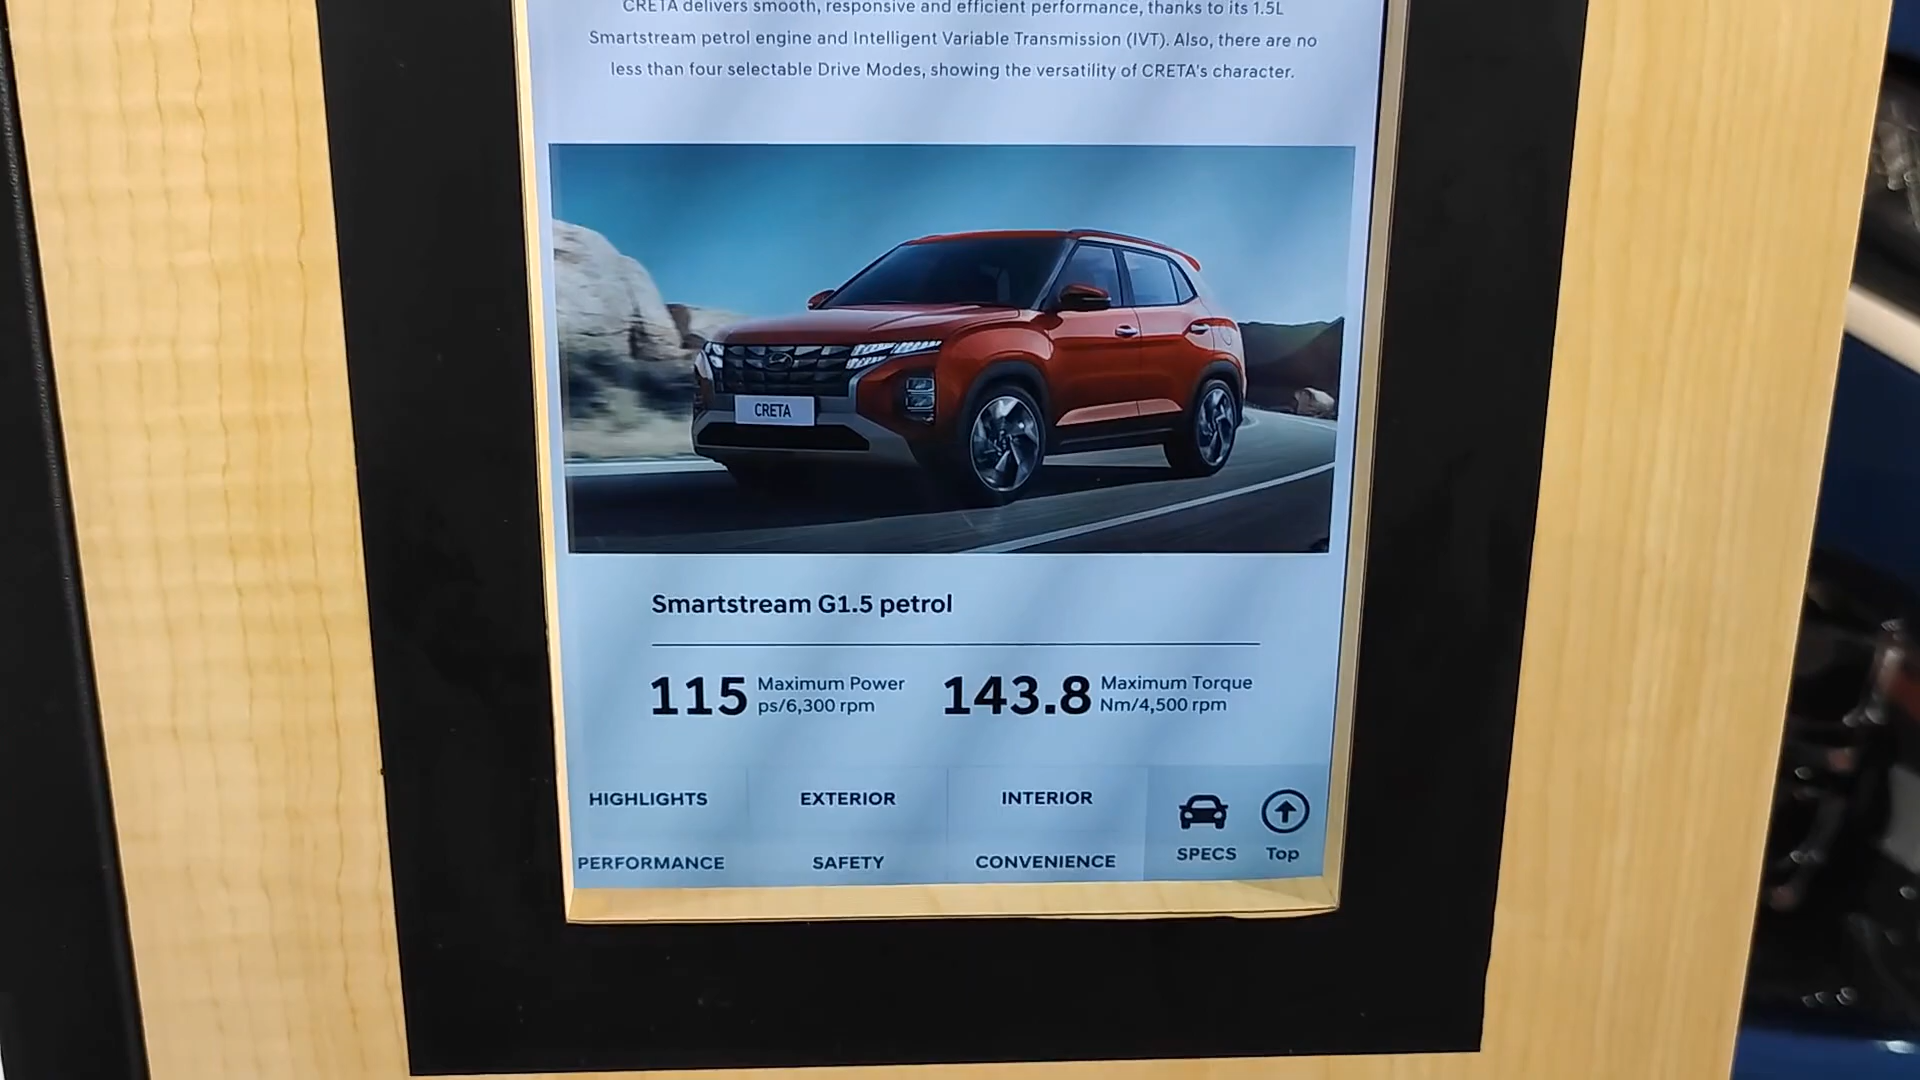 CRETA delivers smooth, responsive and efficient performance, thanks to its 1.5L
Smartstream petrol engine and Intelligent Variable Transmission (IVT). Also, there are no
less than four selectable Drive Modes, showing the versatility of CRETA's character.
CRETA
Smartstream G1.5 petrol
115 Maximum Power
ps/6,300 rpm
143.8 Maximum Torque
Nm/4,500 rpm
HIGHLIGHTS EXTERIOR INTERIOR
PERFORMANCE SAFETY CONVENIENCE
SPECS Top